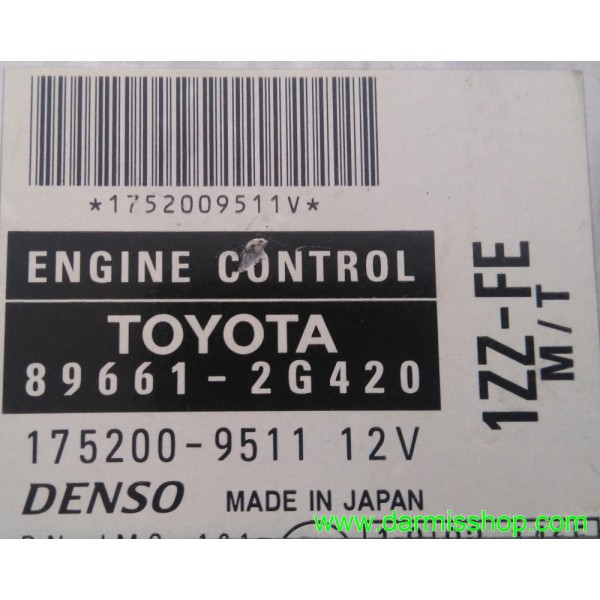 *1752009511V*
ENGINE CONTROL
TOYOTA
89661-2G420
175200-9511 12V
DENSO MADE IN JAPAN
1ZZ-FE
M/T
www.darmisshop.com